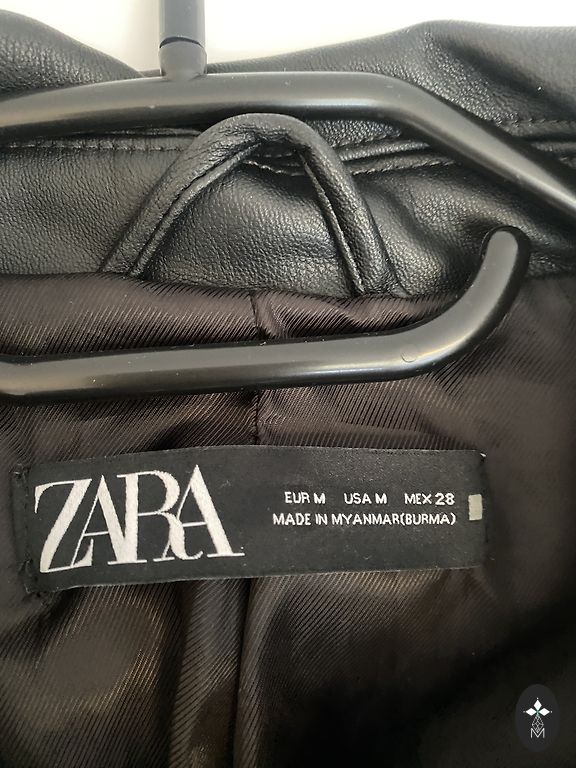 ZARA
EUR M USA M MEX 28
MADE IN MYANMAR(BURMA)
M